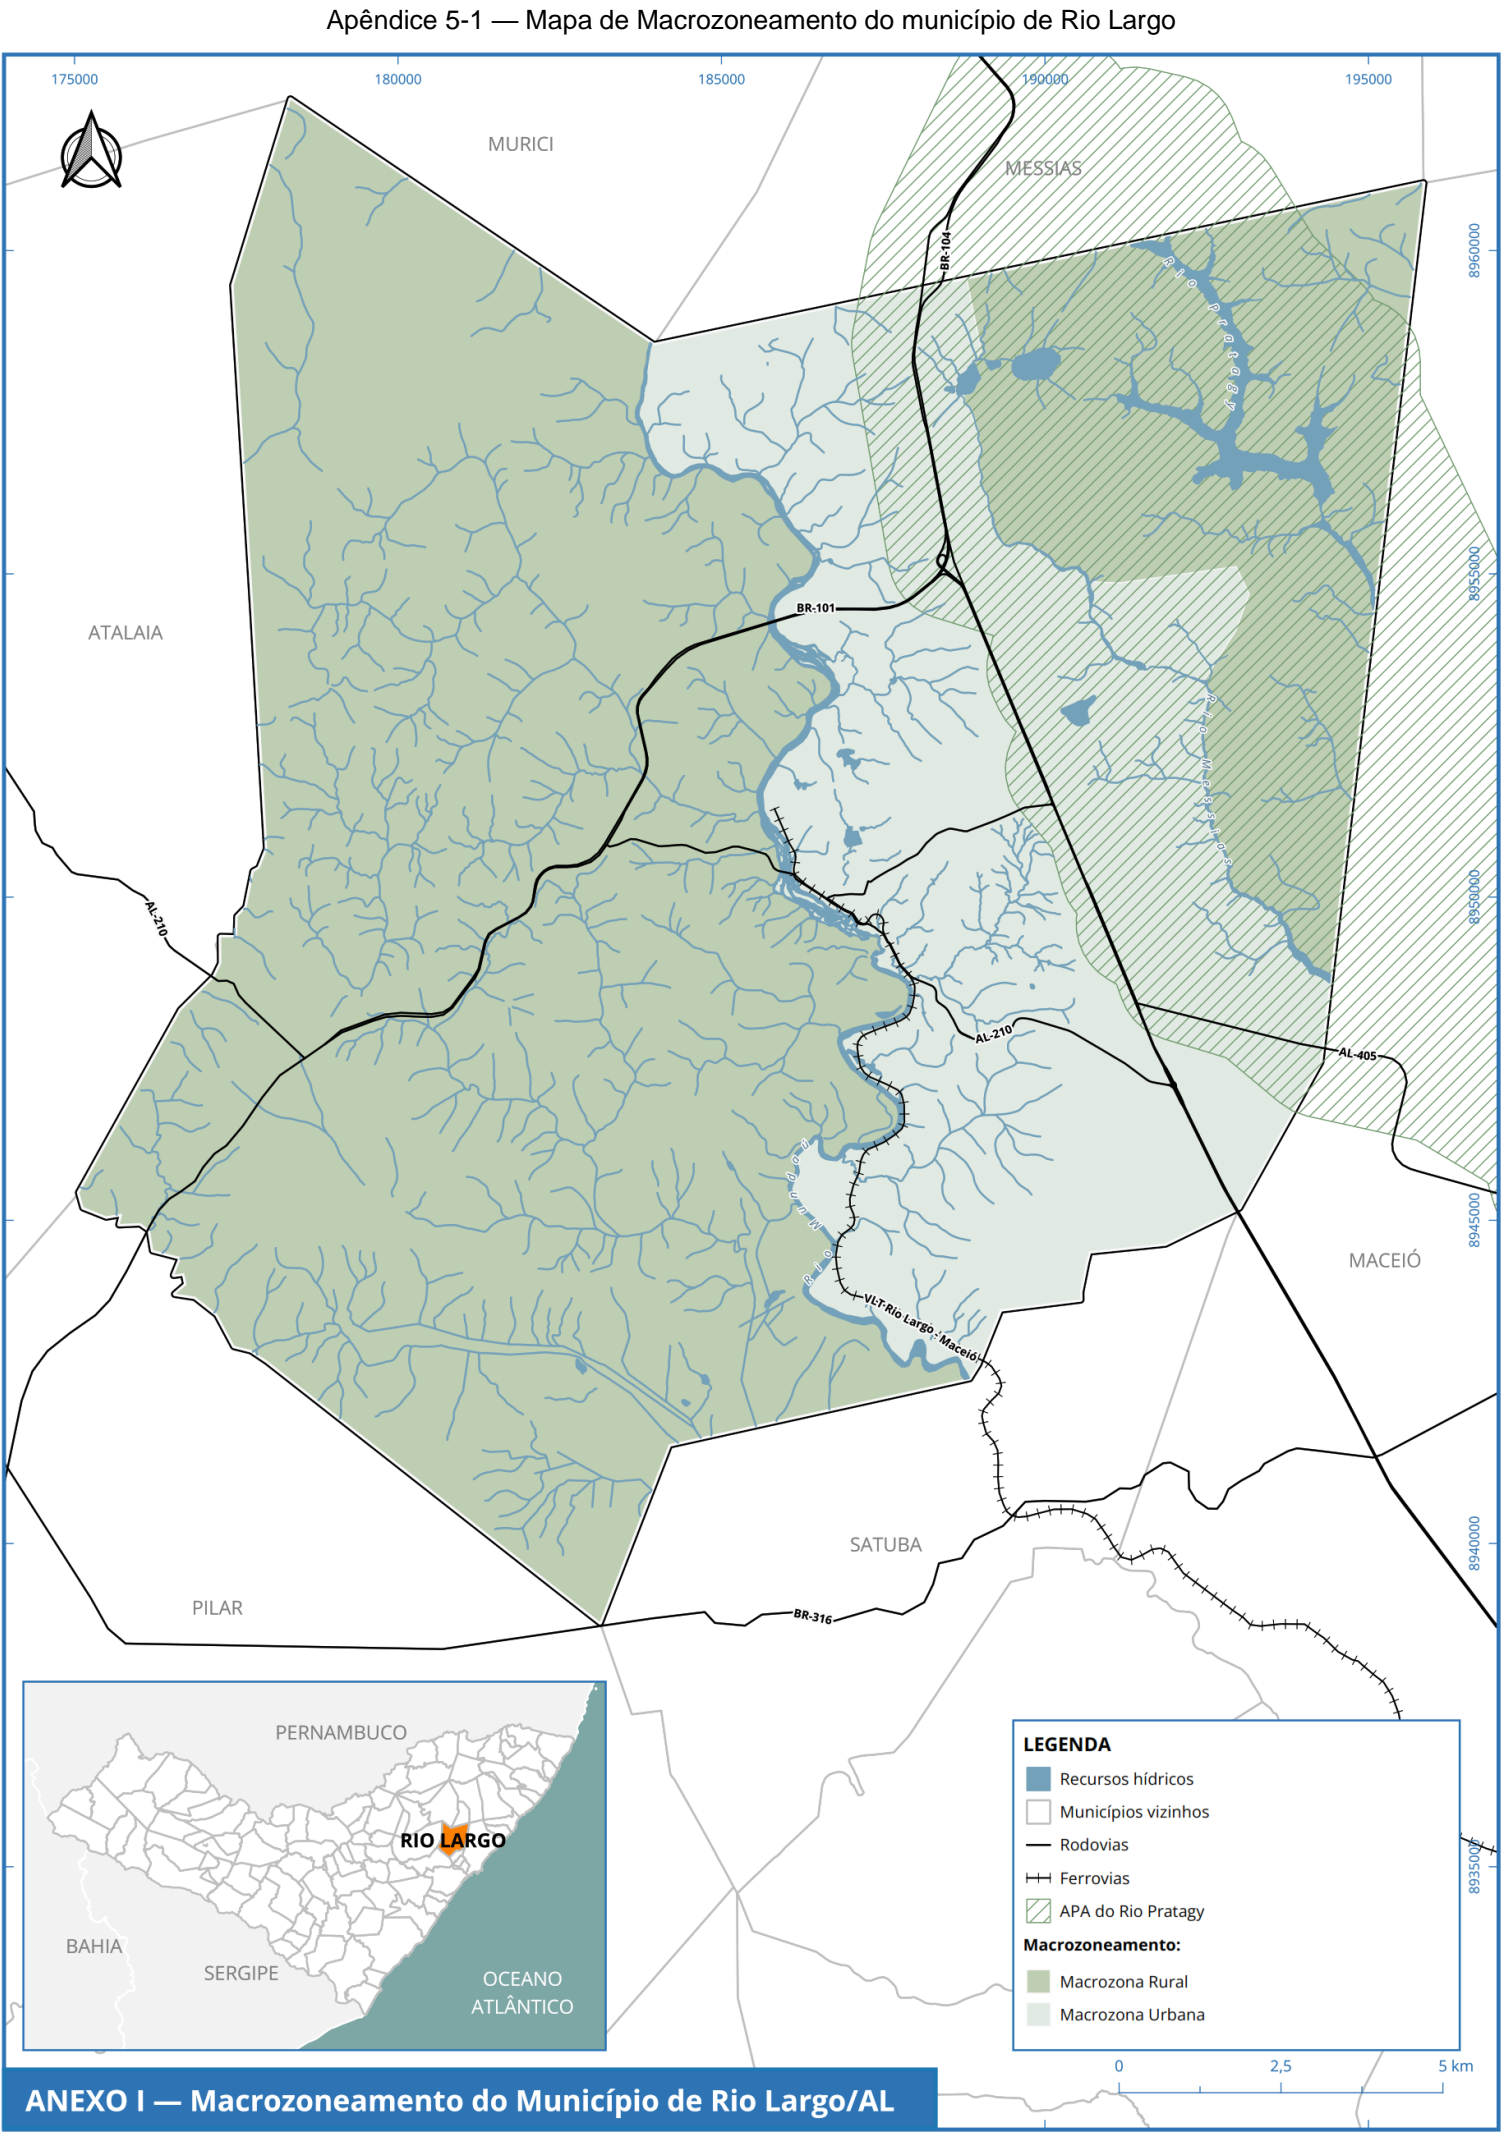 Apêndice 5-1 — Mapa de Macrozoneamento do município de Rio Largo
175000
180000
185000
190000
195000
MURICI
MESSIAS
BR-104
8960000
Rio Pratagy
8955000
ATALAIA
BR-101
Rio Messias
AL-210
8950000
AL-210
AL-405
Rio Mundaú
8945000
MACEIÓ
VLT Rio Largo - Maceió
SATUBA
8940000
PILAR
BR-316
8935000
PERNAMBUCO
RIO LARGO
BAHIA
SERGIPE
OCEANO
ATLÂNTICO
LEGENDA
Recursos hídricos
Municípios vizinhos
Rodovias
Ferrovias
APA do Rio Pratagy
Macrozoneamento:
Macrozona Rural
Macrozona Urbana
0
2,5
5 km
ANEXO I — Macrozoneamento do Município de Rio Largo/AL